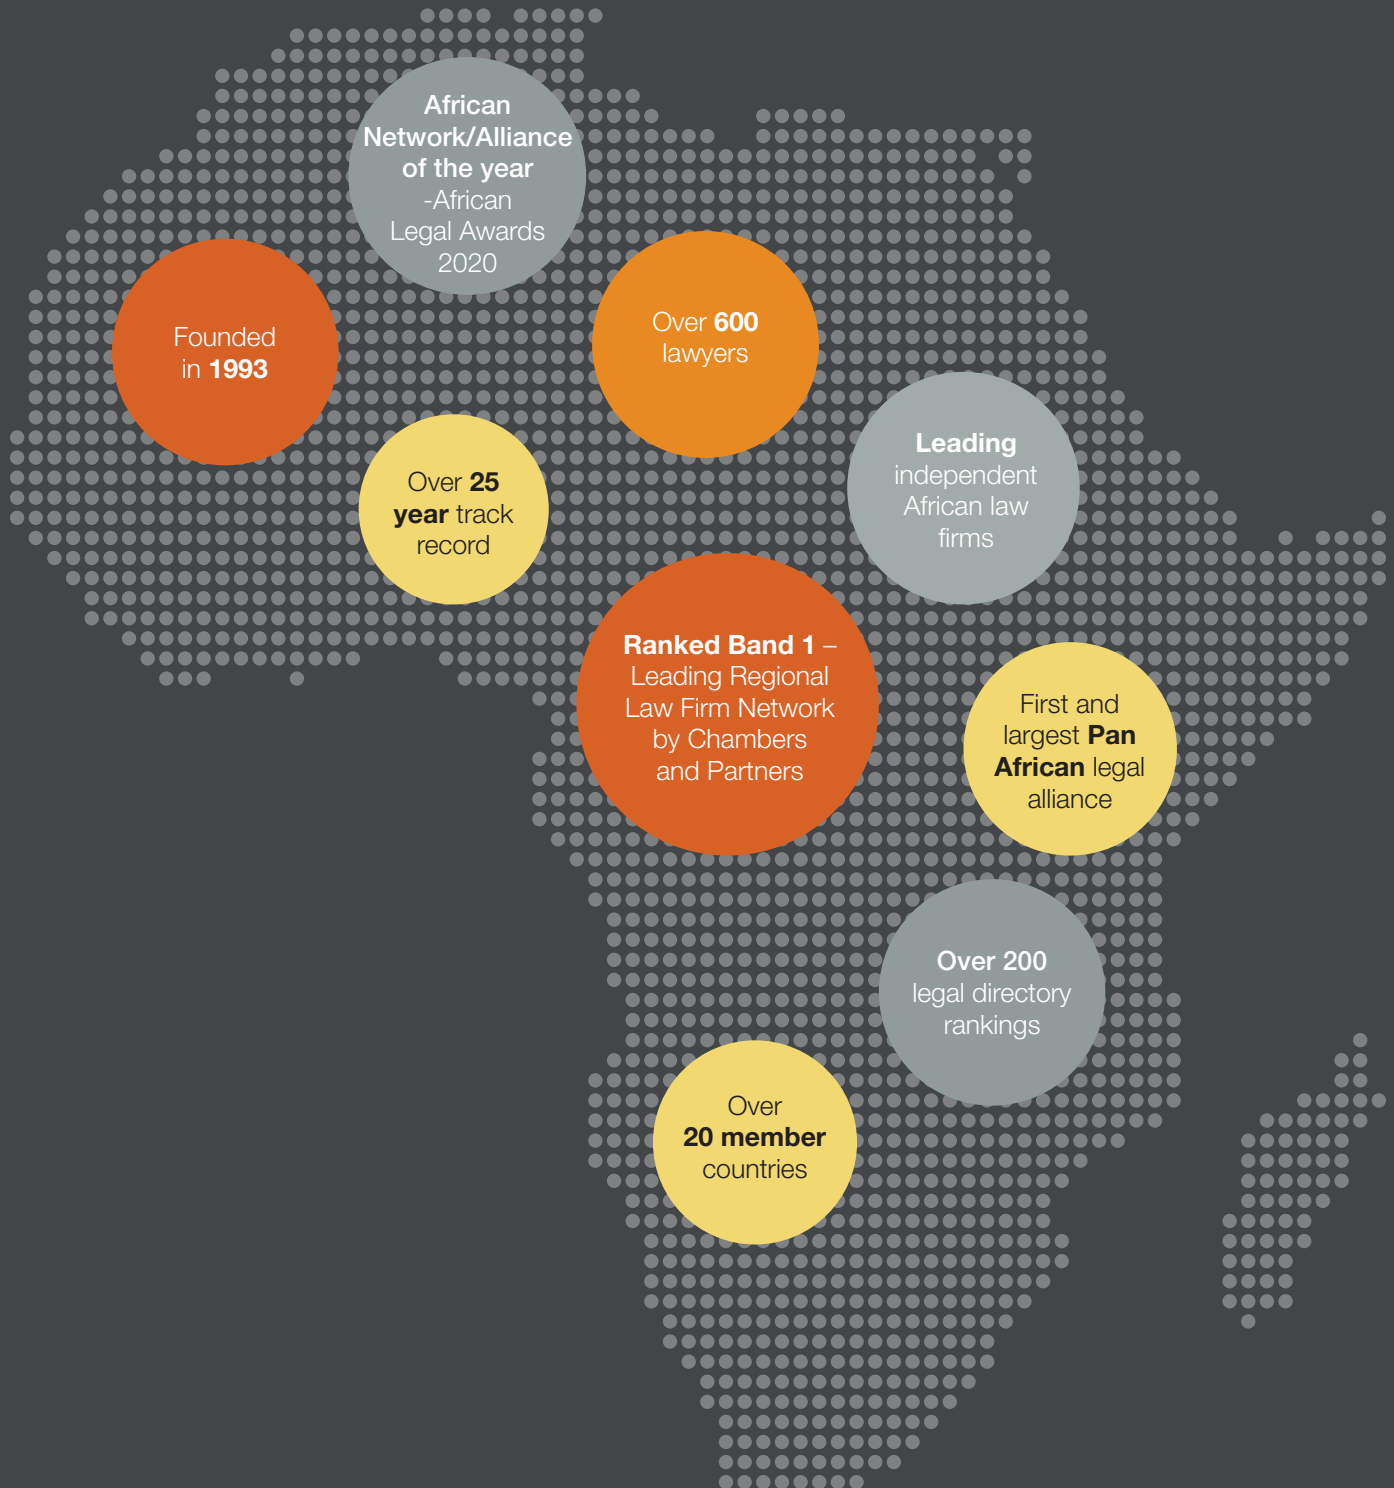 African
Network/Alliance
of the year
-African
Legal Awards
2020
Founded
in 1993
Over 600
lawyers
Over 25
year track
record
Leading
independent
African law
firms
Ranked Band 1 –
Leading Regional
Law Firm Network
by Chambers
and Partners
First and
largest Pan
African legal
alliance
Over 200
legal directory
rankings
Over
20 member
countries